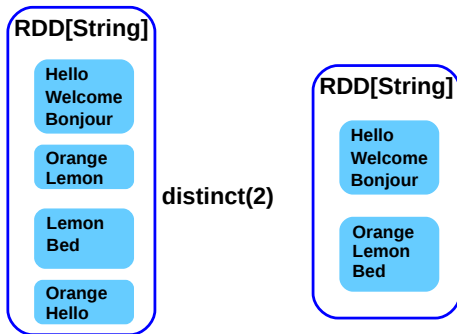 RDD[String]
Hello
Welcome
Bonjour
Orange
Lemon
Lemon
Bed
Orange
Hello
distinct(2)
RDD[String]
Hello
Welcome
Bonjour
Orange
Lemon
Bed